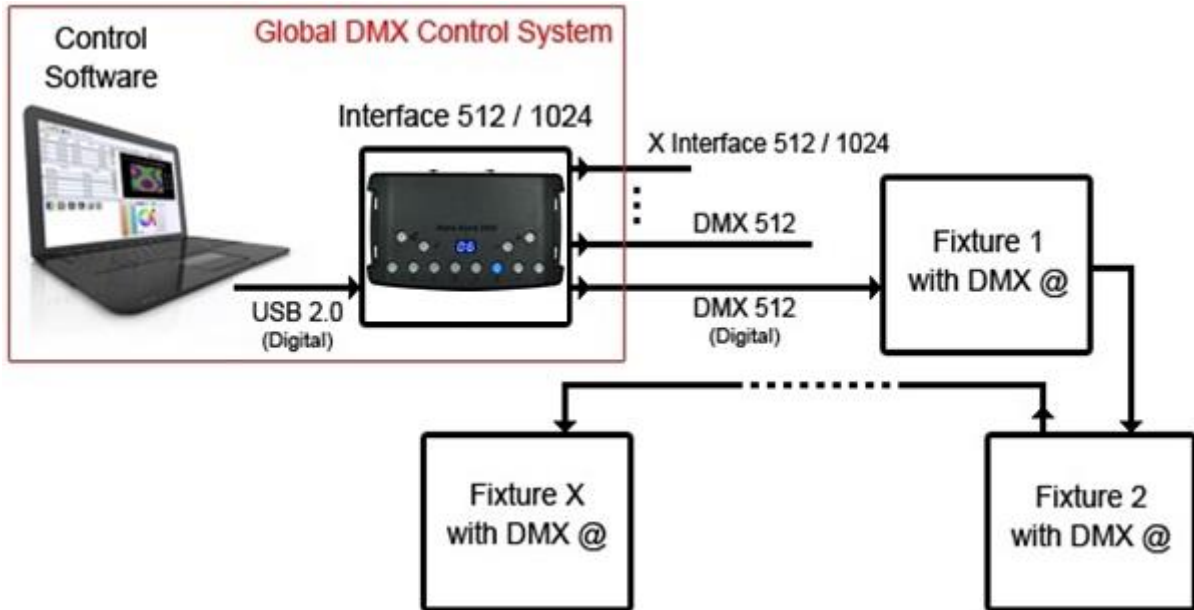 Control
Software
Global DMX Control System
Interface 512 / 1024
X Interface 512 / 1024
06
DMX 512
USB 2.0
(Digital)
DMX 512
(Digital)
Fixture 1
with DMX @
Fixture X
with DMX @
Fixture 2
with DMX @